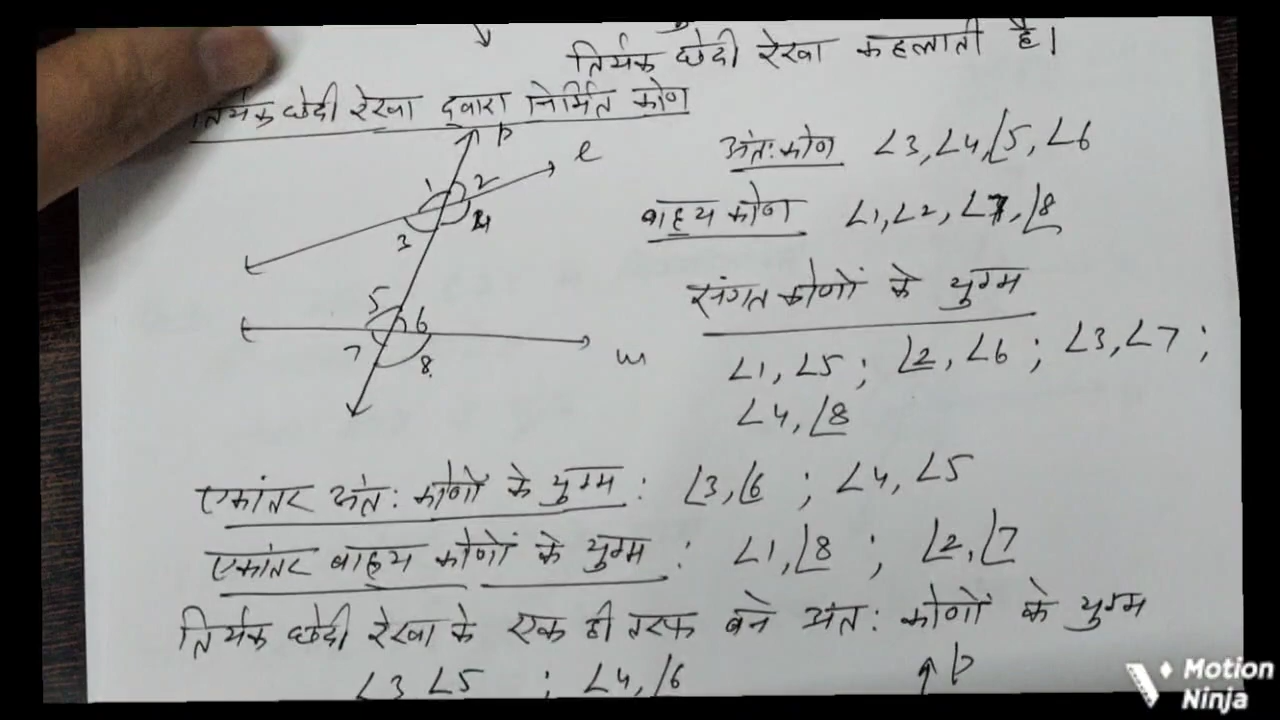 तिर्यक छेदी रेखा कहलाती है।
तिर्यक छेदी रेखा द्वारा निर्मित कोण
p
l
1 2
3 4
5 6
7 8
m
अंतःकोण ∠3, ∠4, ∠5, ∠6
बाह्य कोण ∠1, ∠2, ∠7, ∠8
संगत कोणों के युग्म
∠1, ∠5 ; ∠2, ∠6 ; ∠3, ∠7 ;
∠4, ∠8
एकांतर अंत: कोणों के युग्म : ∠3, ∠6 ; ∠4, ∠5
एकांतर बाह्य कोणों के युग्म : ∠1, ∠8 ; ∠2, ∠7
तिर्यक छेदी रेखा के एक ही तरफ बने अंत: कोणों के युग्म
∠3 ∠5 ; ∠4, ∠6
p
Motion
Ninja